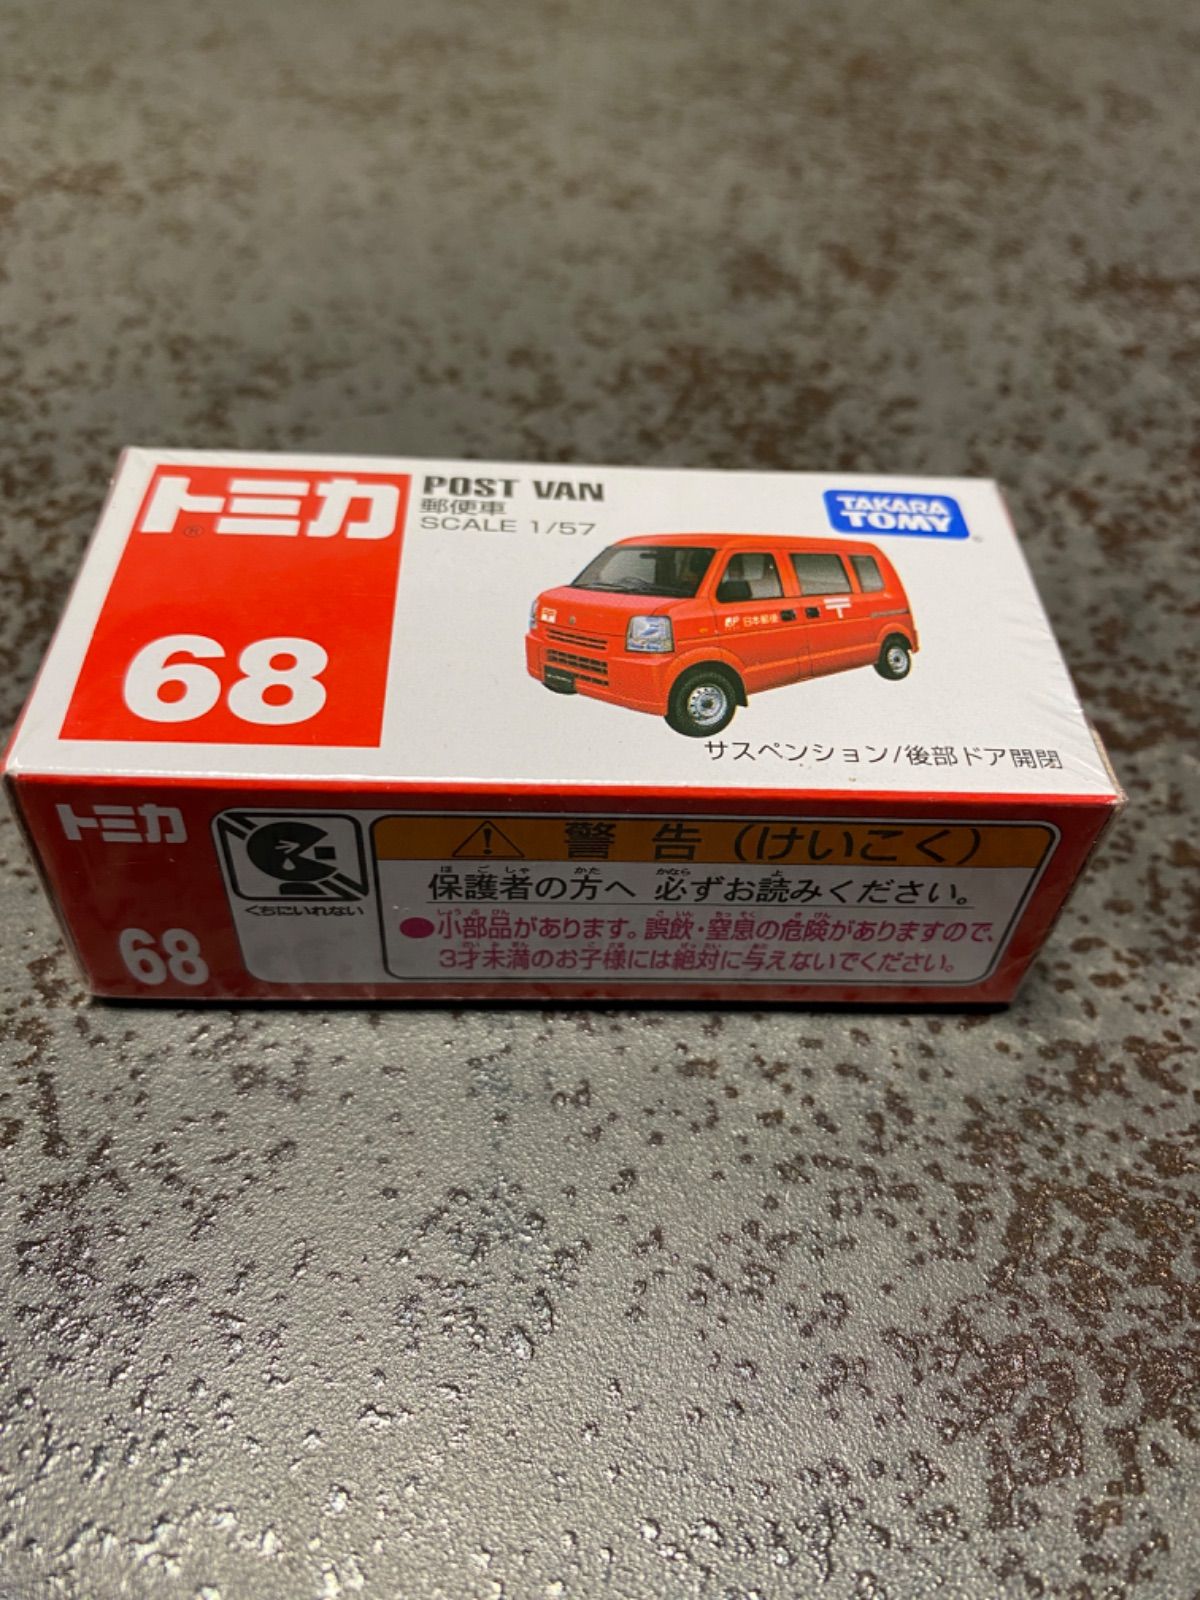 トミカ
®
68
POST VAN
郵便車
SCALE 1/57
TAKARA
TOMY
日本郵便
サスペンション/後部ドア開閉
トミカ
68
くちにいれない
警告(けいこく)
保護者の方へ 必ずお読みください。
●小部品があります。誤飲・窒息の危険がありますので、
3才未満のお子様には絶対に与えないでください。